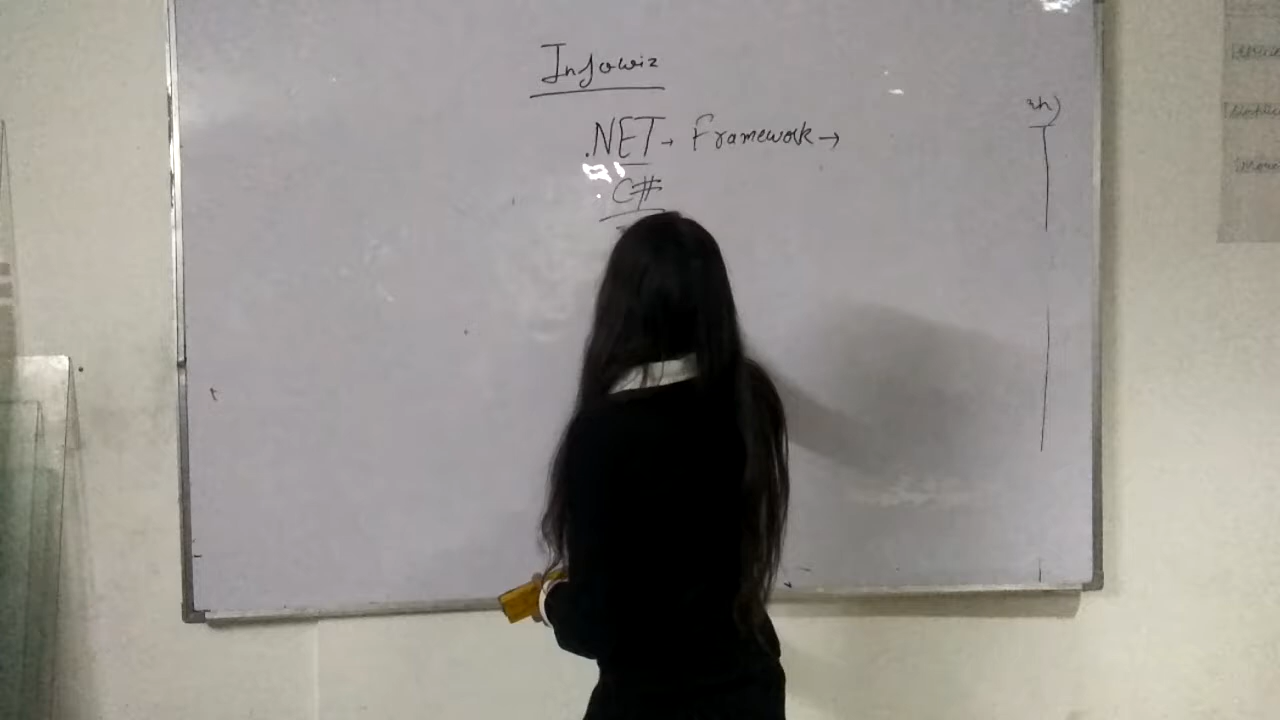 Infowiz
.NET → Framework →
C#